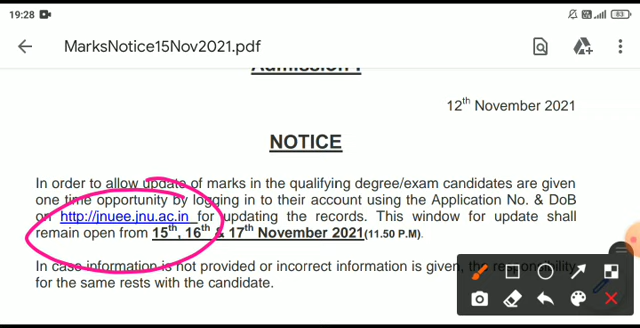 19:28
83
MarksNotice15Nov2021.pdf
Admission I
12th November 2021
NOTICE
In order to allow update of marks in the qualifying degree/exam candidates are given
one time opportunity by logging in to their account using the Application No. & DoB
on http://jnuee.jnu.ac.in for updating the records. This window for update shall
remain open from 15th, 16th & 17th November 2021(11.50 P.M).
In case information is not provided or incorrect information is given, the responsibility
for the same rests with the candidate.